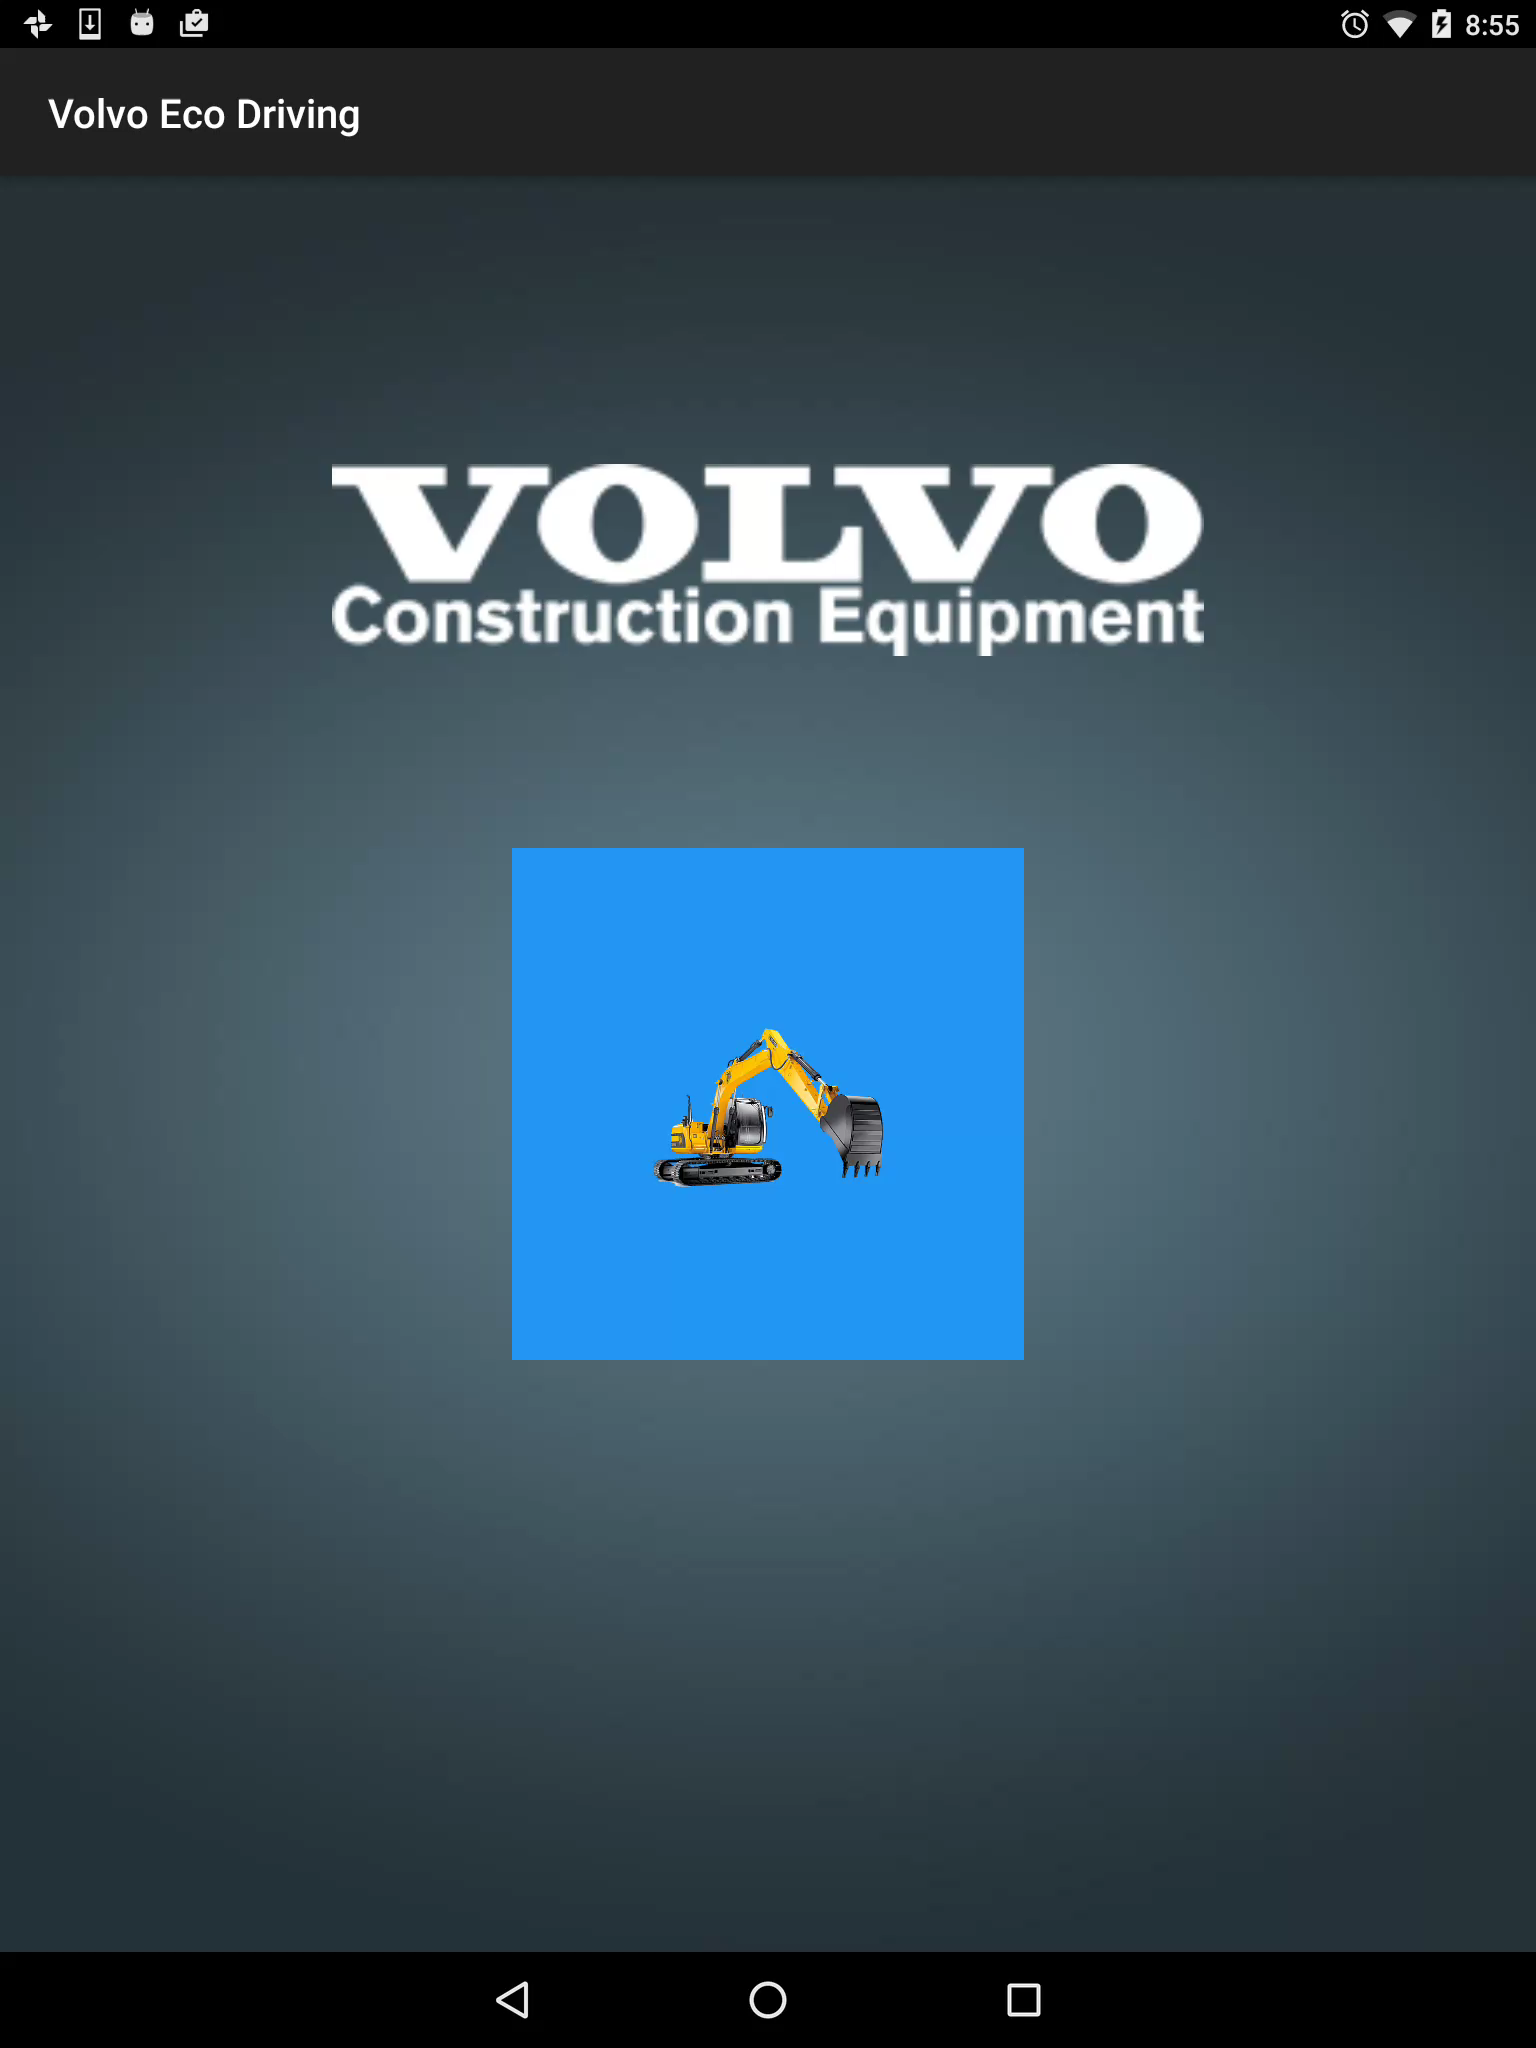 8:55
Volvo Eco Driving
VOLVO
Construction Equipment